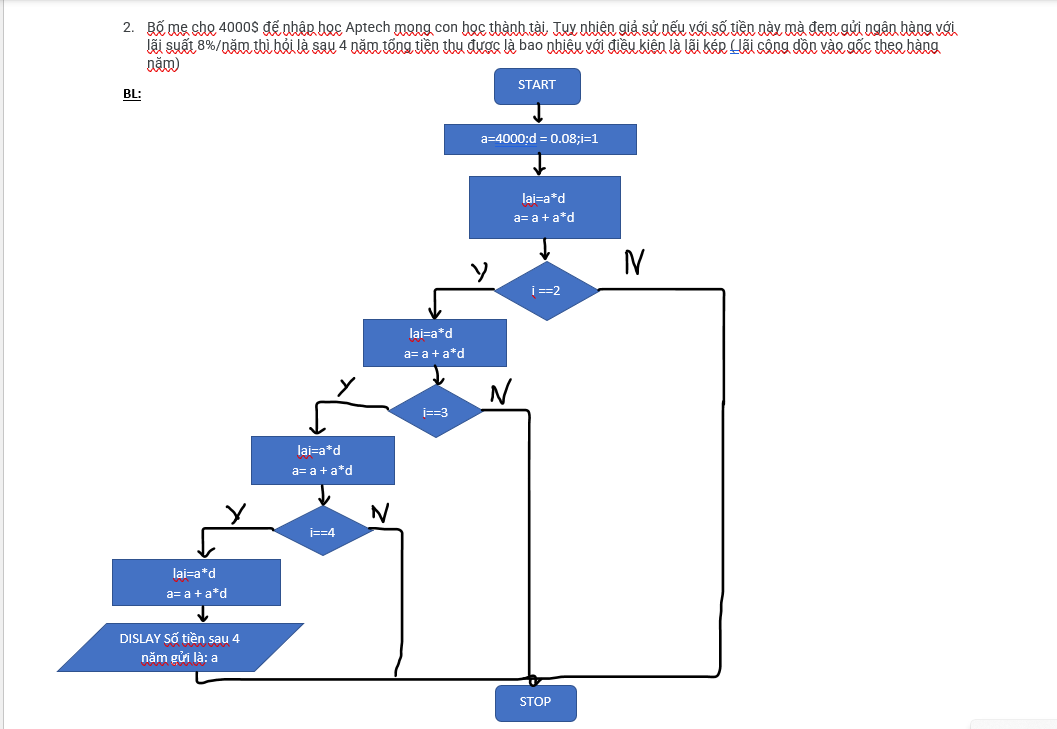 2. Bố mẹ cho 4000$ để nhập học Aptech mong con học thành tài. Tuy nhiên giả sử nếu với số tiền này mà đem gửi ngân hàng với
lãi suất 8%/năm thì hỏi là sau 4 năm tổng tiền thu được là bao nhiêu với điều kiện là lãi kép ( lãi cộng dồn vào gốc theo hàng
năm)
BL:
START
a=4000;d = 0.08;i=1
lai=a*d
a= a + a*d
Y
N
i ==2
lai=a*d
a= a + a*d
Y
N
i==3
lai=a*d
a= a + a*d
Y
N
i==4
lai=a*d
a= a + a*d
DISLAY Số tiền sau 4
năm gửi là: a
STOP